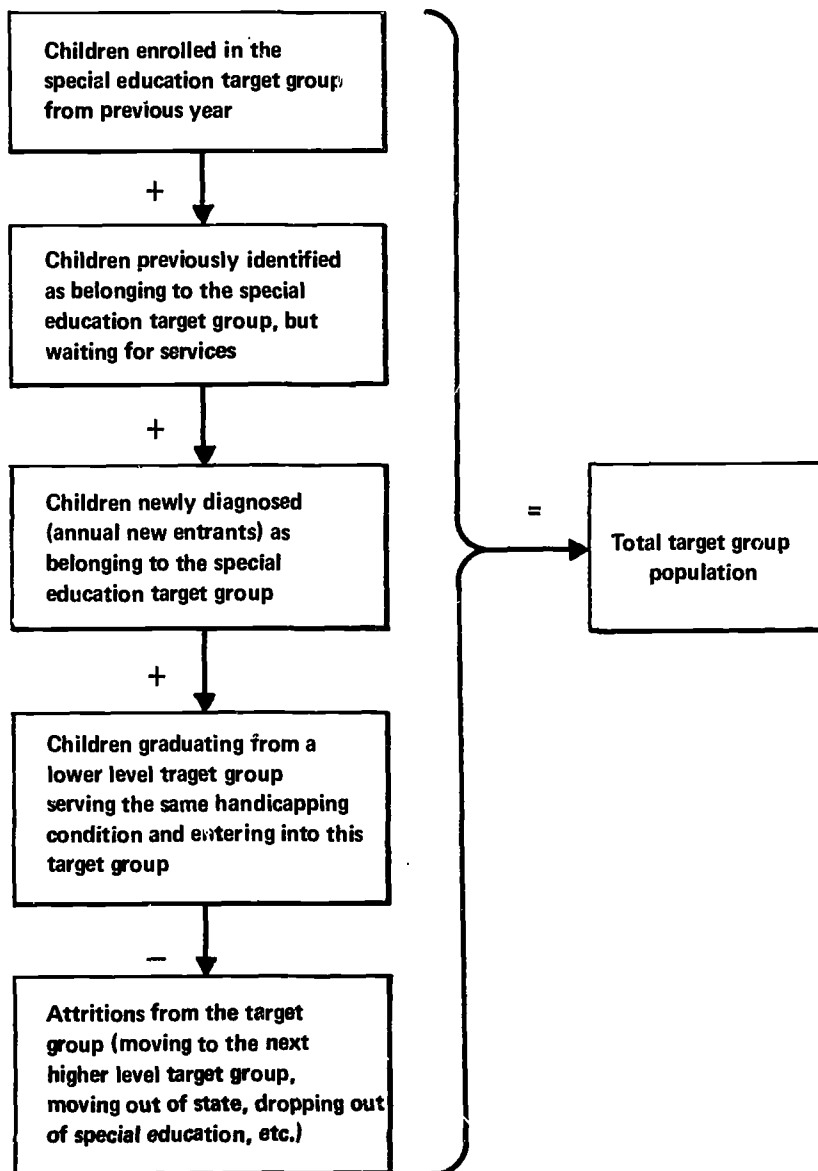 Children enrolled in the
special education target group
from previous year
+
Children previously identified
as belonging to the special
education target group, but
waiting for services
+
Children newly diagnosed
(annual new entrants) as
belonging to the special
education target group
+
Children graduating from a
lower level traget group
serving the same handicapping
condition and entering into this
target group
−
Attritions from the target
group (moving to the next
higher level target group,
moving out of state, dropping out
of special education, etc.)
=
Total target group
population